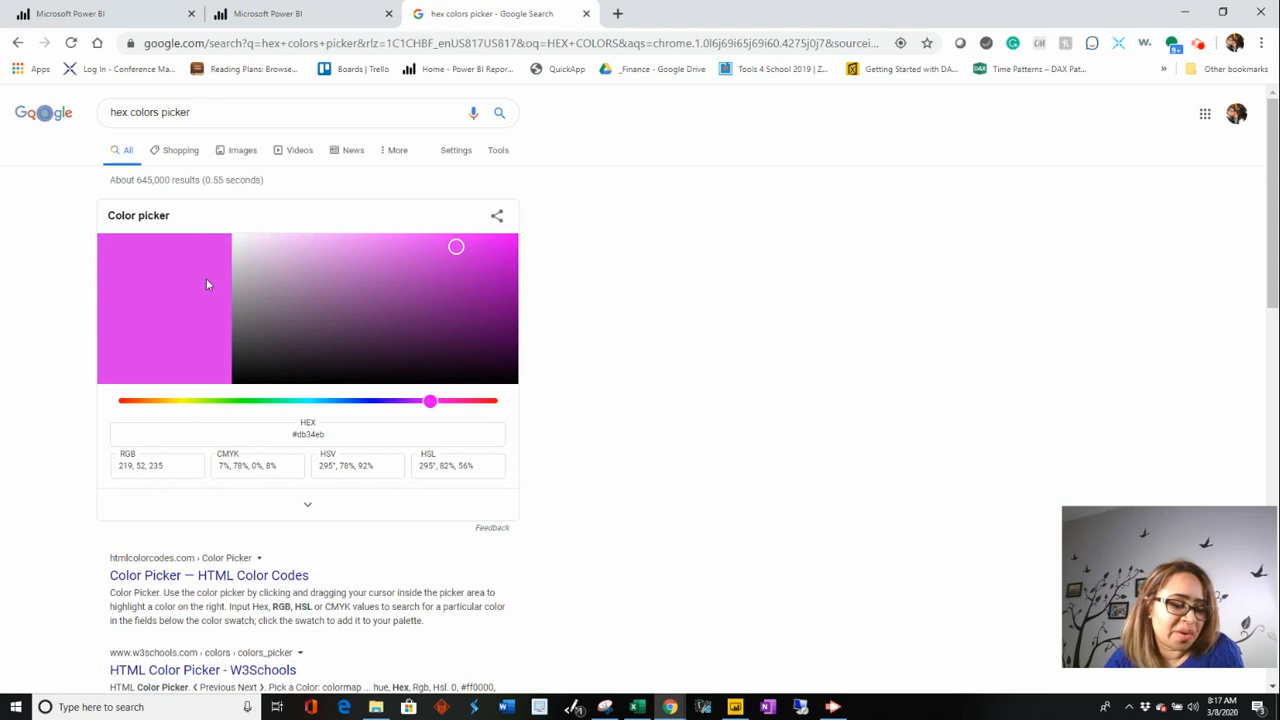 Microsoft Power BI
Microsoft Power BI
hex colors picker - Google Search
google.com/search?q=hex+colors+picker&rlz=1C1CHBF_enUS817US817&oq=HEX+COLORS&aqs=chrome.1.0l6j69i65j69i60.4275j0j7&sourcei...
Apps
Log In - Conference Ma...
Reading Plans: Browse...
Boards | Trello
Home - Power BI Repor...
QuickApp
_Finance - Google Drive
Tools 4 School 2019 | Z...
Getting Started with DA...
Time Patterns – DAX Pat...
»
Other bookmarks
Google
hex colors picker
All
Shopping
Images
Videos
News
More
Settings
Tools
About 645,000 results (0.55 seconds)
Color picker
HEX
#db34eb
RGB
219, 52, 235
CMYK
7%, 78%, 0%, 8%
HSV
295°, 78%, 92%
HSL
295°, 82%, 56%
Feedback
htmlcolorcodes.com › Color Picker
Color Picker — HTML Color Codes
Color Picker. Use the color picker by clicking and dragging your cursor inside the picker area to
highlight a color on the right. Input Hex, RGB, HSL or CMYK values to search for a particular color
in the fields below the color swatch; click the swatch to add it to your palette.
www.w3schools.com › colors › colors_picker
HTML Color Picker - W3Schools
HTML Color Picker. ❮ Previous Next ❯. Pick a Color: colormap ... hue, Hex, Rgb, Hsl. 0, #ff0000,
Type here to search
8:17 AM
3/8/2020